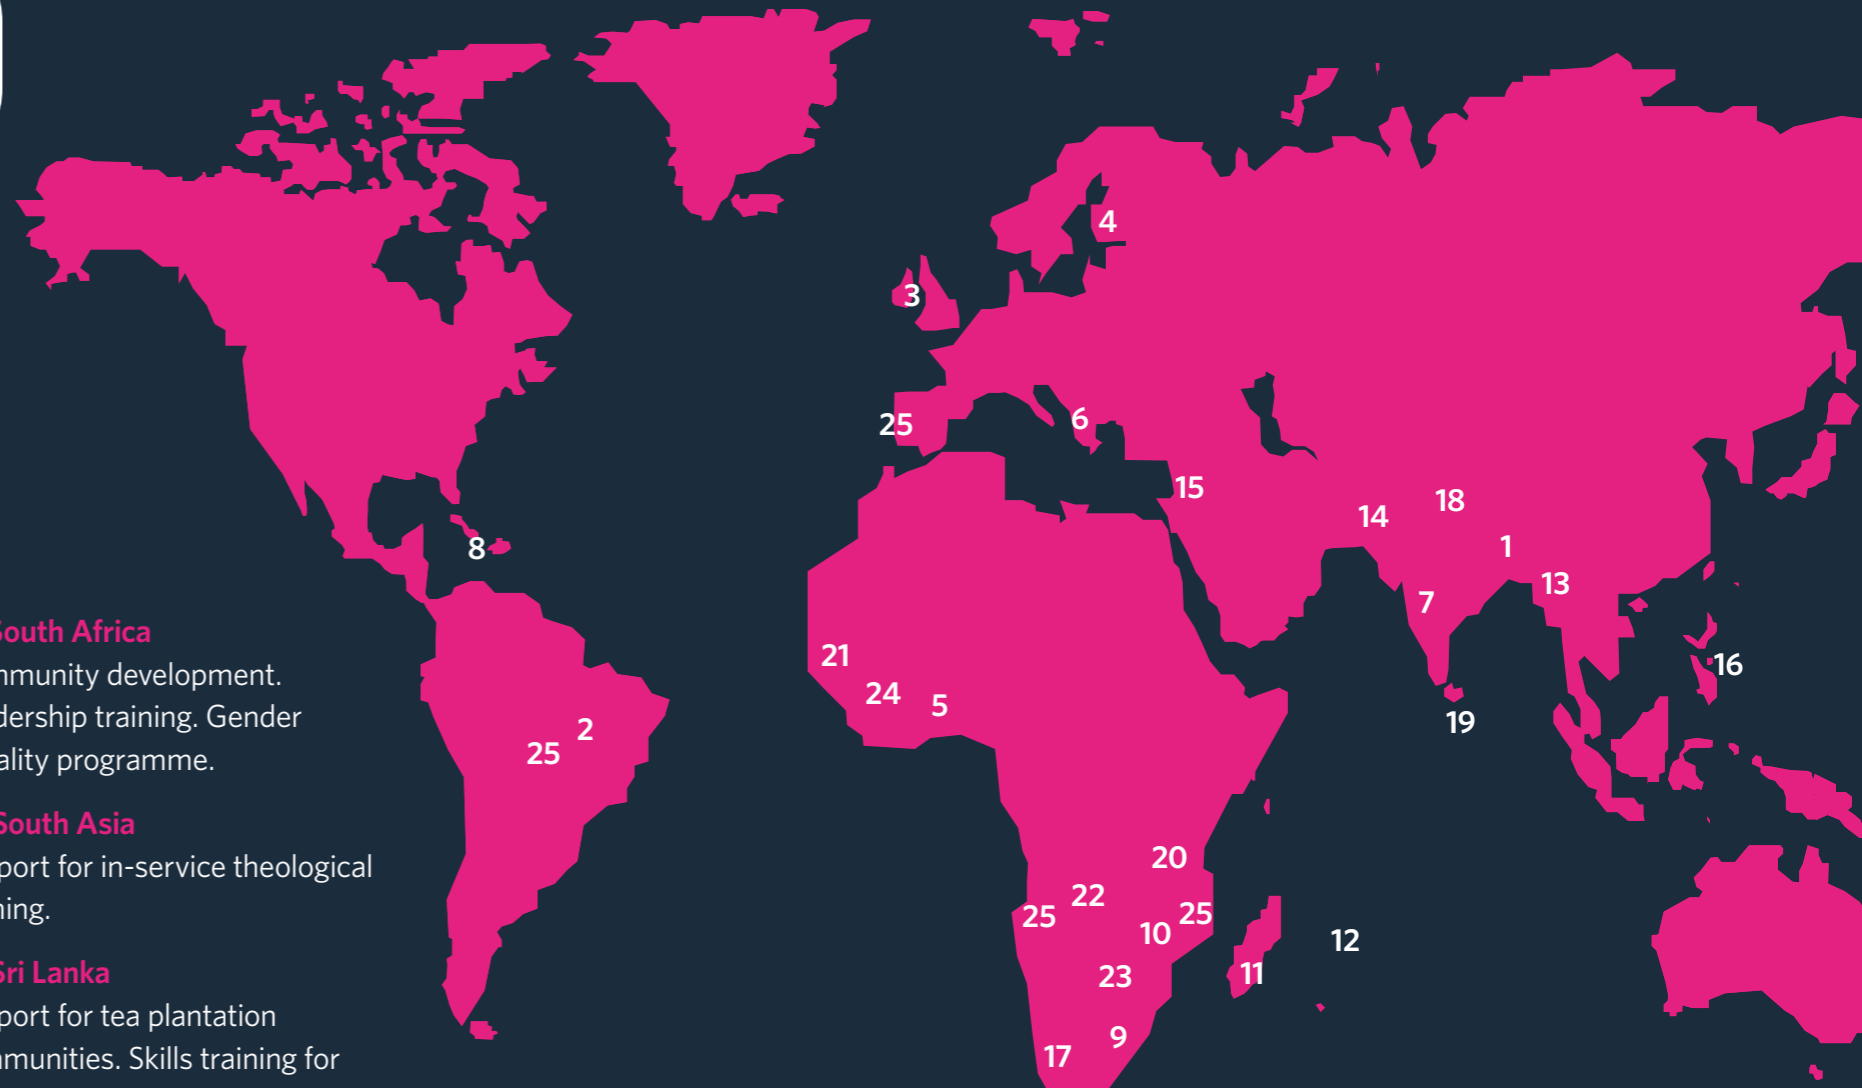 4
3
25
6
15
18
14
8
1
13
7
South Africa
mmunity development.
dership training. Gender
ality programme.
21
16
24
5
19
2
25
South Asia
port for in-service theological
ning.
20
22
25
25
10
12
Sri Lanka
port for tea plantation
mmunities. Skills training for
11
23
9
17